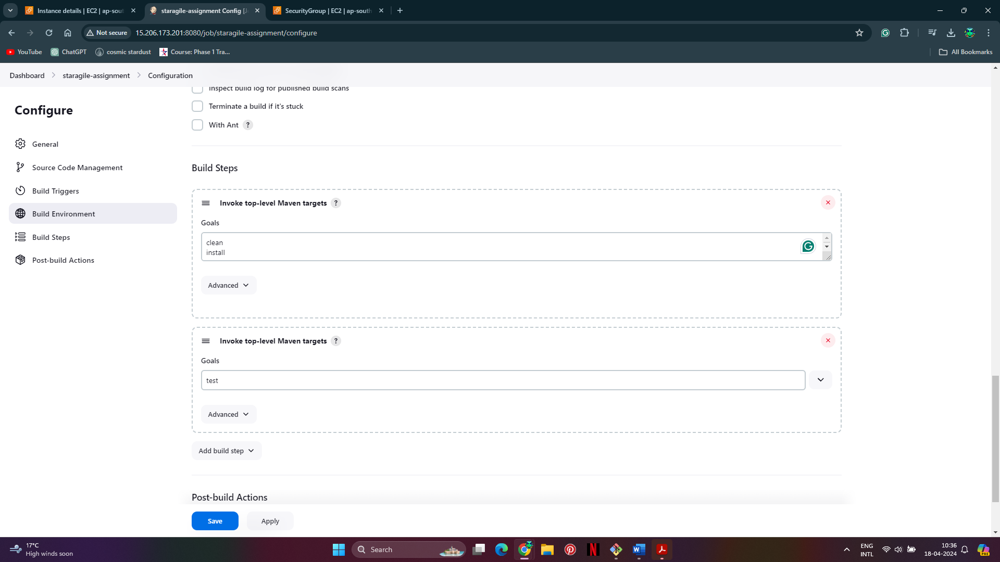 Instance details | EC2 | ap-sout
staragile-assignment Config [J
SecurityGroup | EC2 | ap-south
Not secure
15.206.173.201:8080/job/staragile-assignment/configure
YouTube
ChatGPT
cosmic stardust
Course: Phase 1 Tra...
All Bookmarks
Dashboard
staragile-assignment
Configuration
Configure
General
Source Code Management
Build Triggers
Build Environment
Build Steps
Post-build Actions
Inspect build log for published build scans
Terminate a build if it's stuck
With Ant ?
Build Steps
Invoke top-level Maven targets ?
Goals
clean
install
Advanced
Invoke top-level Maven targets ?
Goals
test
Advanced
Add build step
Post-build Actions
Save
Apply
17°C
High winds soon
Search
ENG
INTL
10:36
18-04-2024